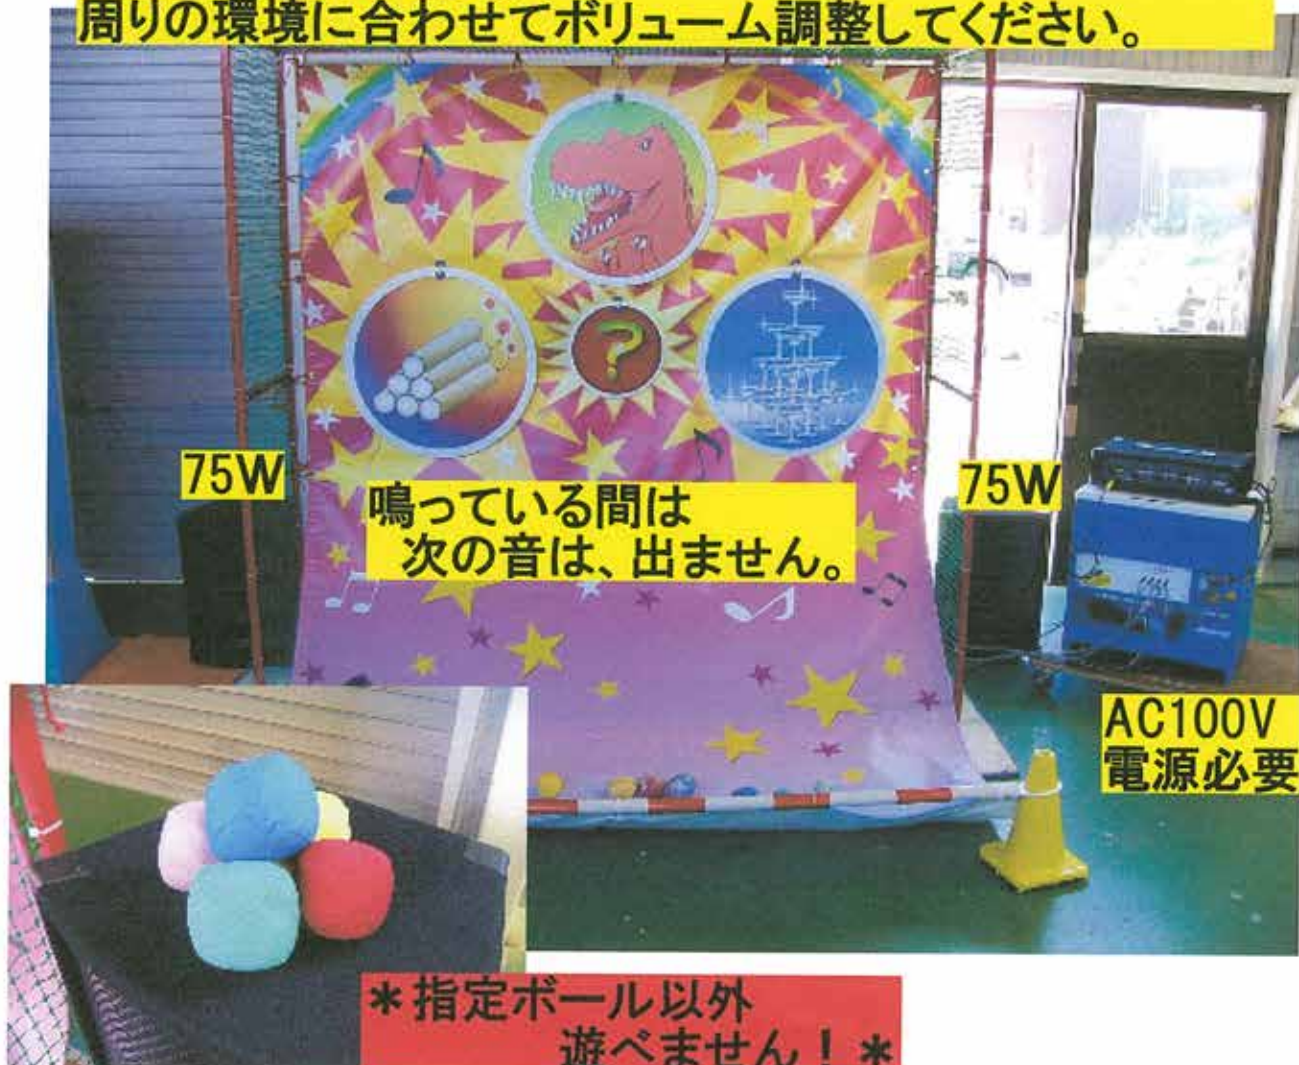 周りの環境に合わせてボリューム調整してください。
?
75W
75W
鳴っている間は
次の音は、出ません。
AC100V
電源必要
*指定ボール以外
遊べません！*